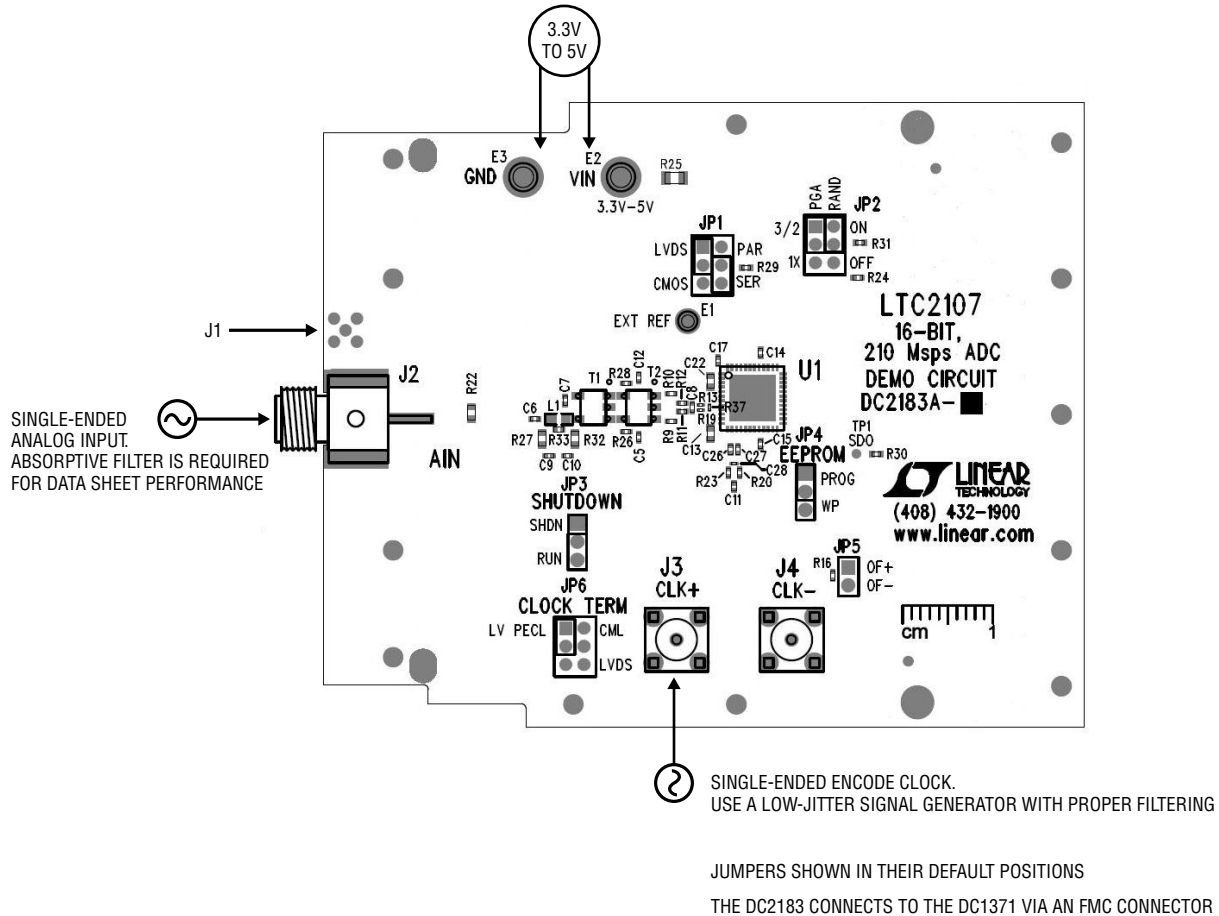 3.3V
TO 5V
E3
GND
E2
VIN
3.3V-5V
R25
PGA
RAND
JP2
3/2
ON
R31
1X
OFF
R24
JP1
LVDS
PAR
R29
CMOS
SER
EXT REF
E1
LTC2107
16-BIT,
210 Msps ADC
DEMO CIRCUIT
DC2183A-
J1
J2
R22
AIN
SINGLE-ENDED
ANALOG INPUT.
ABSORPTIVE FILTER IS REQUIRED
FOR DATA SHEET PERFORMANCE
C17
C14
C12
C22
U1
T1
R28
T2
R10
R12
C7
C8
R13
R37
R19
C6
L1
R27
R33
R32
R26
C5
R9
R11
C13
C9
C10
C15
C26
C27
C28
R23
R20
C11
JP4
EEPROM
PROG
WP
TP1
SDO
R30
LINEAR
TECHNOLOGY
(408) 432-1900
www.linear.com
JP3
SHUTDOWN
SHDN
RUN
JP6
CLOCK TERM
LV PECL
CML
LVDS
J3
CLK+
J4
CLK-
JP5
R16
OF+
OF-
cm 1
SINGLE-ENDED ENCODE CLOCK.
USE A LOW-JITTER SIGNAL GENERATOR WITH PROPER FILTERING
JUMPERS SHOWN IN THEIR DEFAULT POSITIONS
THE DC2183 CONNECTS TO THE DC1371 VIA AN FMC CONNECTOR